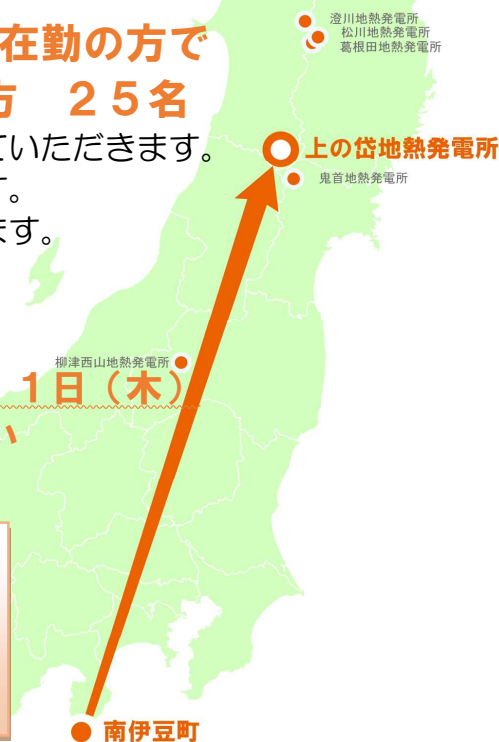 在勤の方で
方　２５名
ていただきます。
す。
ます。
澄川地熱発電所
松川地熱発電所
葛根田地熱発電所
上の岱地熱発電所
鬼首地熱発電所
柳津西山地熱発電所
１日（木）
い
南伊豆町